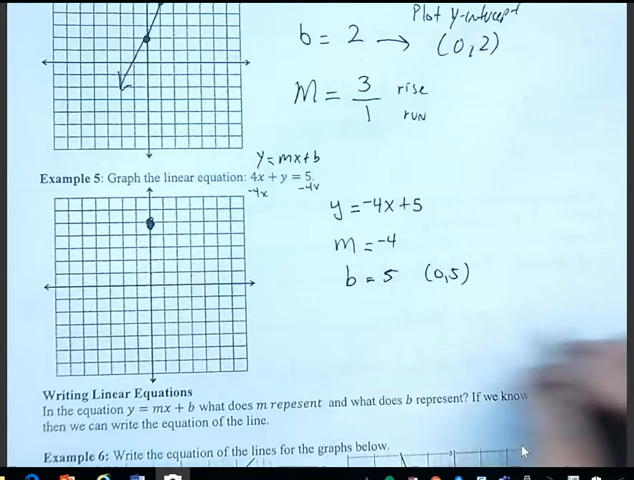 Plot y-intercept
b = 2 → (0,2)
m = 3/1 rise
run
y=mx+b
Example 5: Graph the linear equation: 4x + y = 5.
-4x -4x
y = -4x+5
m = -4
b = 5 (0,5)
Writing Linear Equations
In the equation y = mx + b what does m repesent and what does b represent? If we know
then we can write the equation of the line.
Example 6: Write the equation of the lines for the graphs below.